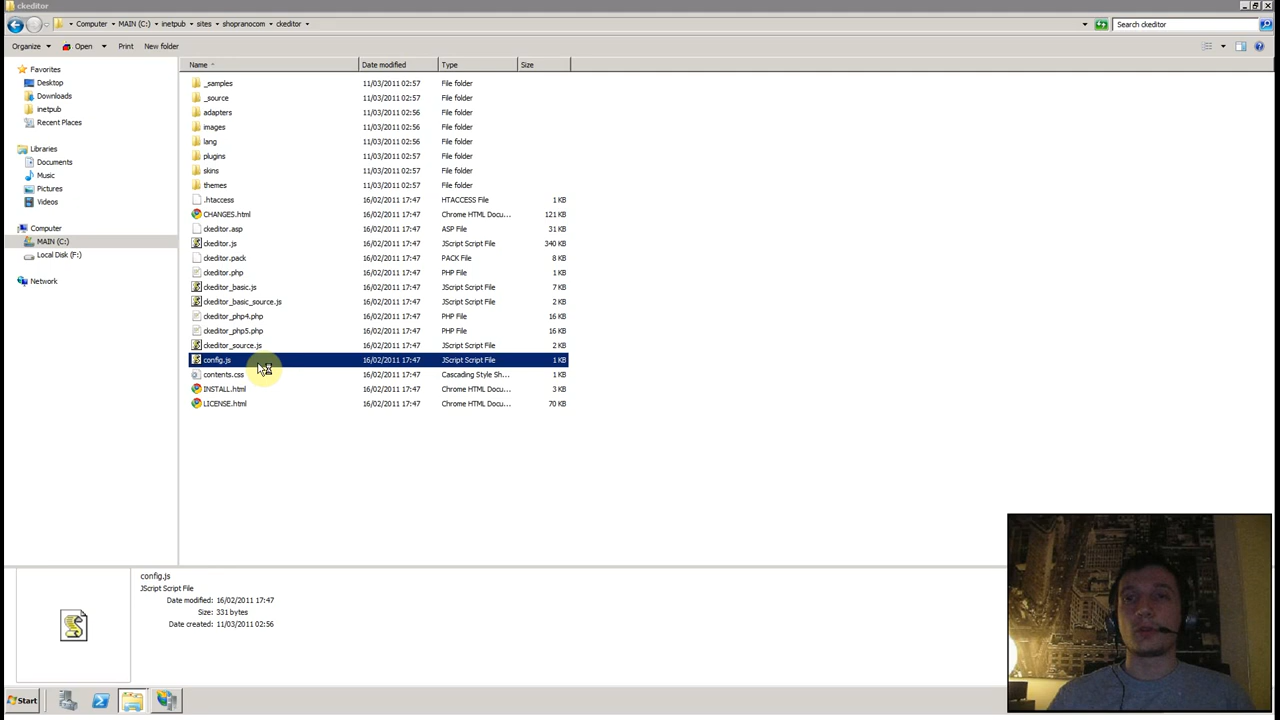 ckeditor
Computer ▸ MAIN (C:) ▸ inetpub ▸ sites ▸ shopranocom ▸ ckeditor ▸
Search ckeditor
Organize Open Print New folder
Favorites
Desktop
Downloads
inetpub
Recent Places
Libraries
Documents
Music
Pictures
Videos
Computer
MAIN (C:)
Local Disk (F:)
Network
Name Date modified Type Size
_samples 11/03/2011 02:57 File folder
_source 11/03/2011 02:57 File folder
adapters 11/03/2011 02:56 File folder
images 11/03/2011 02:56 File folder
lang 11/03/2011 02:56 File folder
plugins 11/03/2011 02:57 File folder
skins 11/03/2011 02:57 File folder
themes 11/03/2011 02:57 File folder
.htaccess 16/02/2011 17:47 HTACCESS File 1 KB
CHANGES.html 16/02/2011 17:47 Chrome HTML Docu... 121 KB
ckeditor.asp 16/02/2011 17:47 ASP File 31 KB
ckeditor.js 16/02/2011 17:47 JScript Script File 340 KB
ckeditor.pack 16/02/2011 17:47 PACK File 8 KB
ckeditor.php 16/02/2011 17:47 PHP File 1 KB
ckeditor_basic.js 16/02/2011 17:47 JScript Script File 7 KB
ckeditor_basic_source.js 16/02/2011 17:47 JScript Script File 2 KB
ckeditor_php4.php 16/02/2011 17:47 PHP File 16 KB
ckeditor_php5.php 16/02/2011 17:47 PHP File 16 KB
ckeditor_source.js 16/02/2011 17:47 JScript Script File 2 KB
config.js 16/02/2011 17:47 JScript Script File 1 KB
contents.css 16/02/2011 17:47 Cascading Style Sh... 1 KB
INSTALL.html 16/02/2011 17:47 Chrome HTML Docu... 3 KB
LICENSE.html 16/02/2011 17:47 Chrome HTML Docu... 70 KB
config.js
JScript Script File
Date modified: 16/02/2011 17:47
Size: 331 bytes
Date created: 11/03/2011 02:56
Start